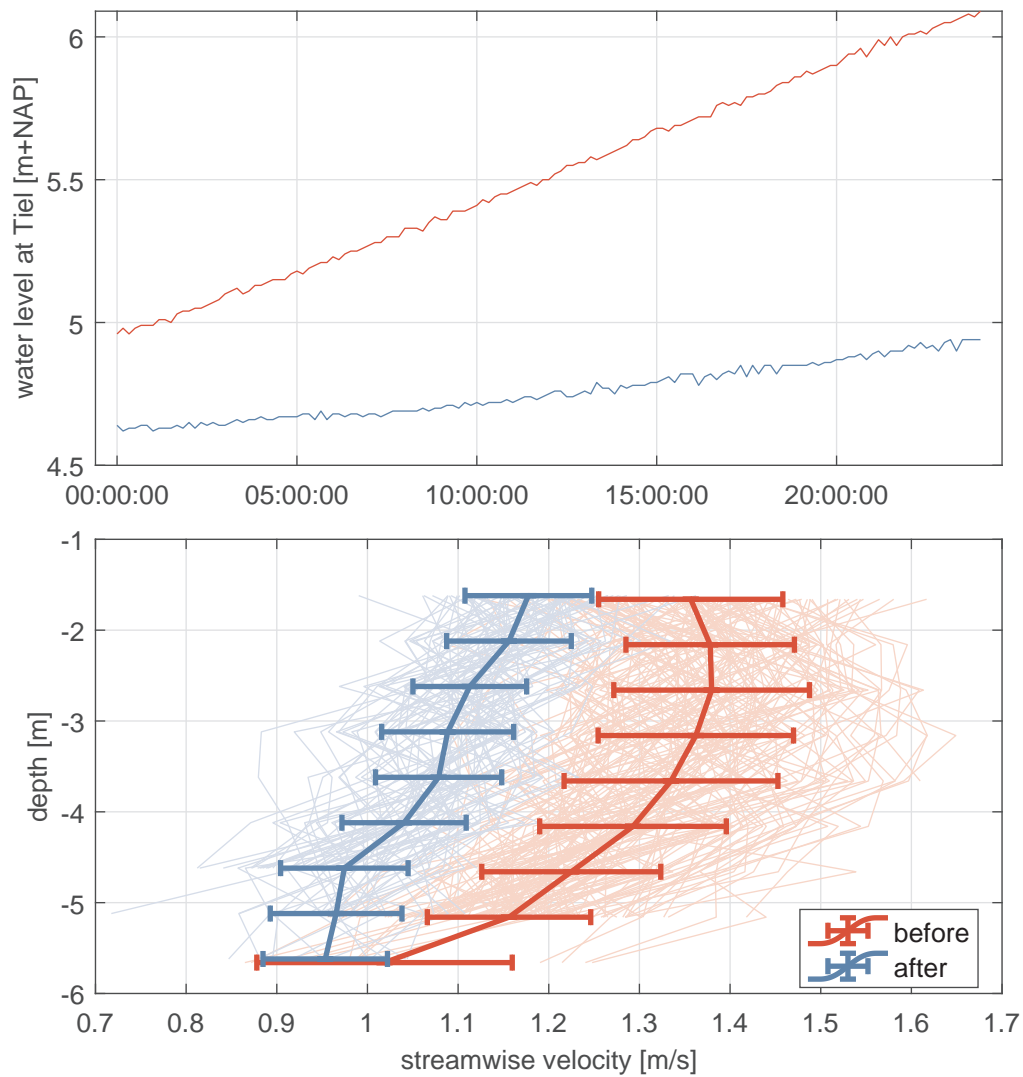 water level at Tiel [m+NAP]
6
5.5
5
4.5
00:00:00 05:00:00 10:00:00 15:00:00 20:00:00
depth [m]
-1
-2
-3
-4
-5
-6
before
after
0.7 0.8 0.9 1 1.1 1.2 1.3 1.4 1.5 1.6 1.7
streamwise velocity [m/s]